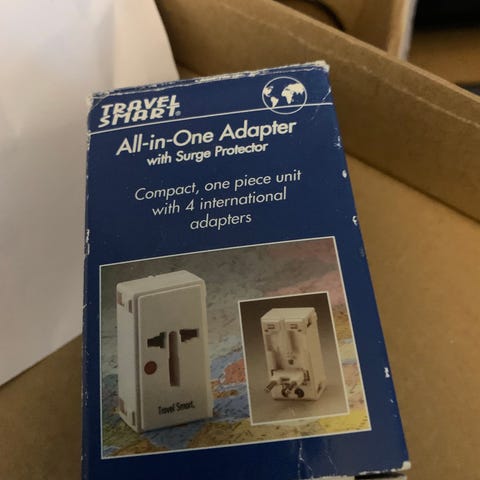 TRAVEL
SMART®
All-in-One Adapter
with Surge Protector
Compact, one piece unit
with 4 international
adapters
Travel Smart.